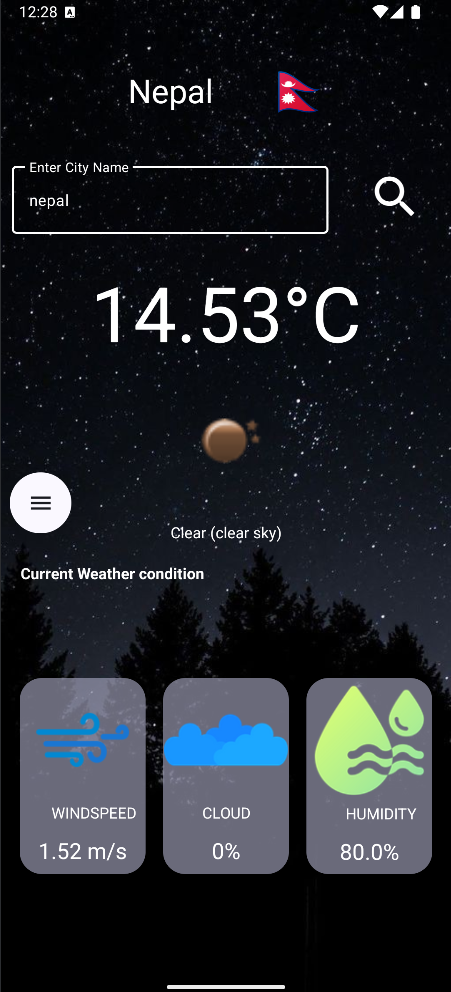 12:28 A
Nepal
Enter City Name
nepal
14.53°C
Clear (clear sky)
Current Weather condition
WINDSPEED CLOUD HUMIDITY
1.52 m/s 0% 80.0%